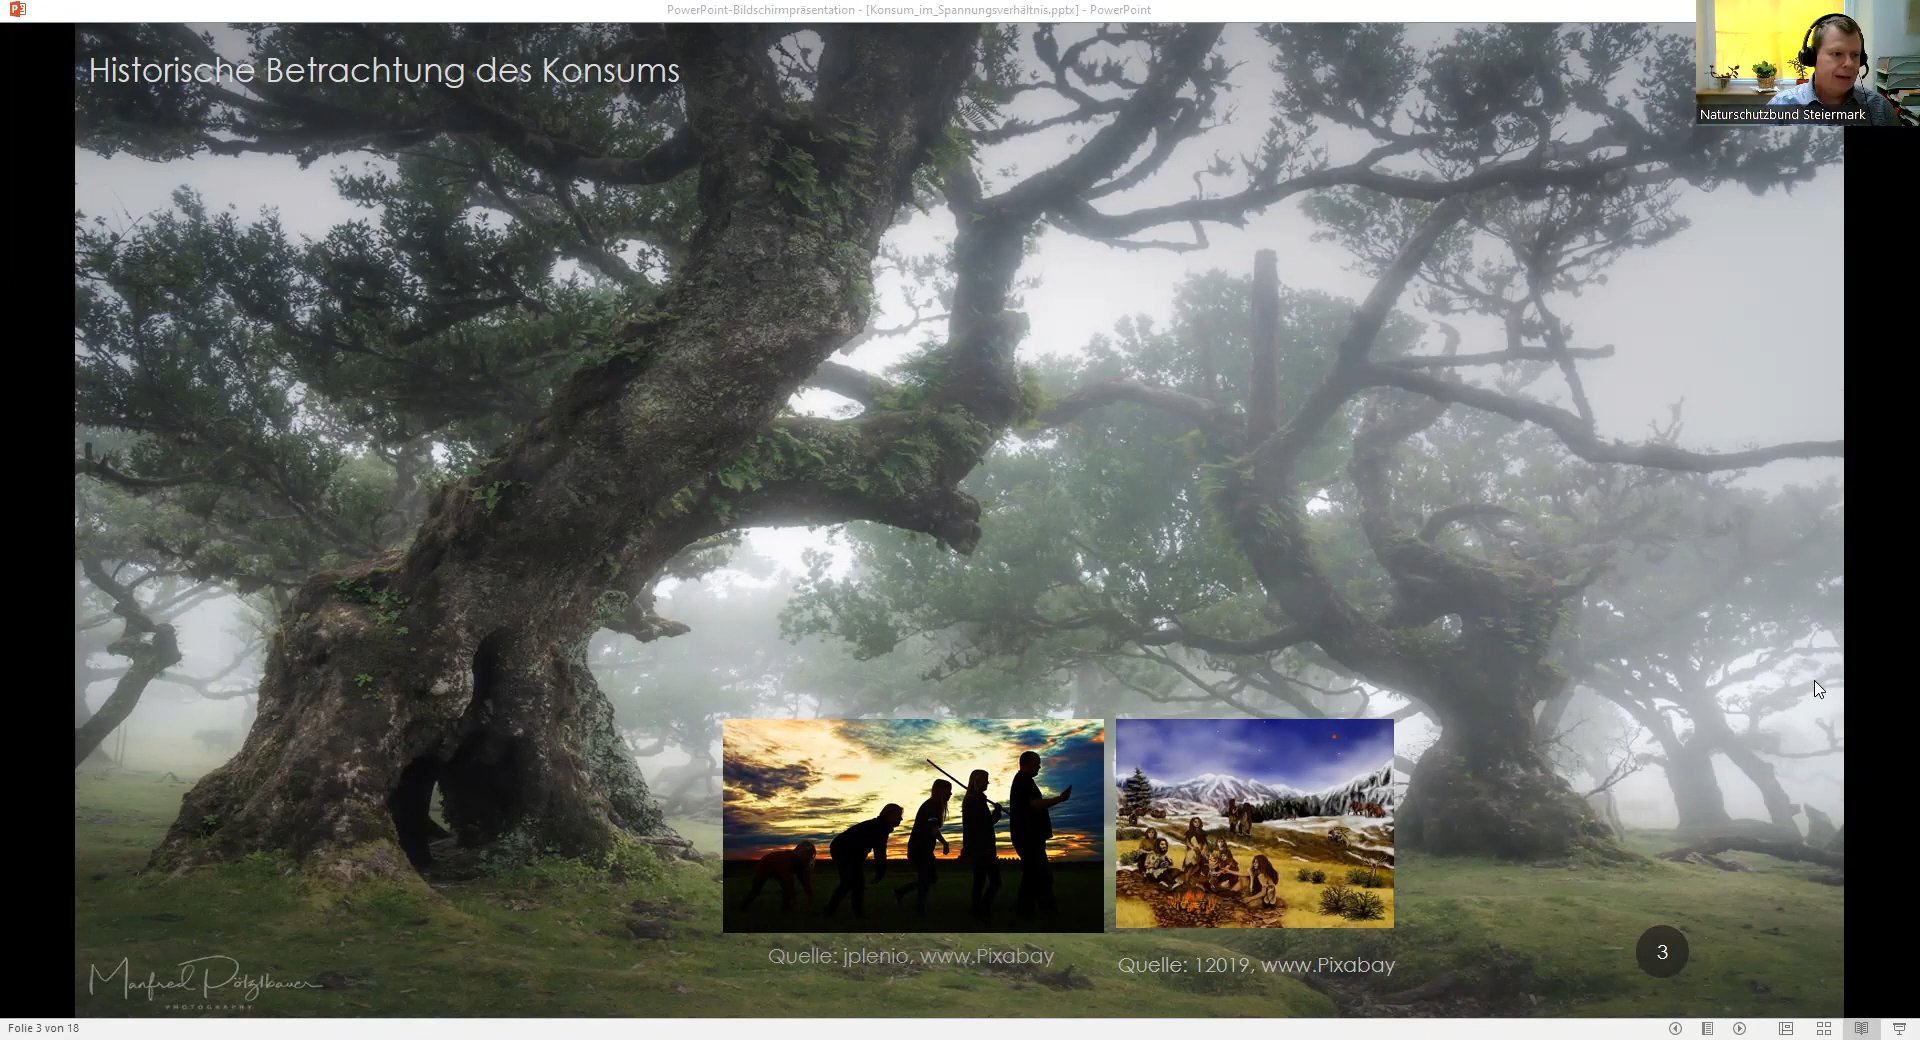 PowerPoint-Bildschirmpräsentation - [Konsum_im_Spannungsverhältnis.pptx] - PowerPoint
Historische Betrachtung des Konsums
Naturschutzbund Steiermark
Quelle: jplenio, www.Pixabay
Quelle: 12019, www.Pixabay
3
Manfred Pötzlbauer
PHOTOGRAPHY
Folie 3 von 18